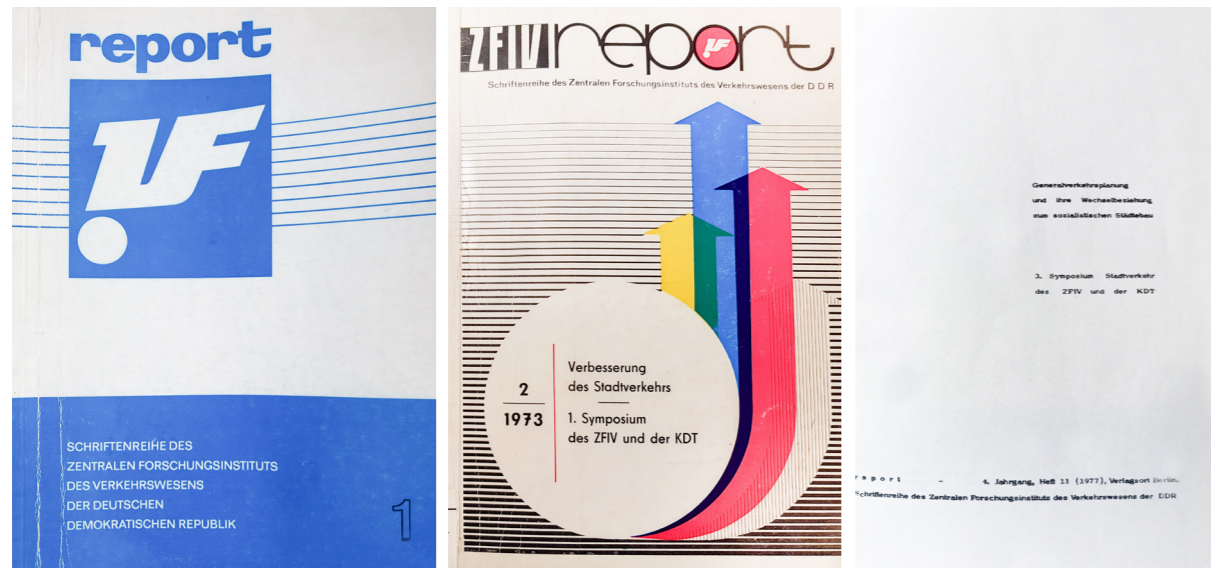 report
VF
SCHRIFTENREIHE DES
ZENTRALEN FORSCHUNGSINSTITUTS
DES VERKEHRSWESENS
DER DEUTSCHEN
DEMOKRATISCHEN REPUBLIK
1
ZFIV report
Schriftenreihe des Zentralen Forschungsinstituts des Verkehrswesens der DDR
2
1973
Verbesserung
des Stadtverkehrs
1. Symposium
des ZFIV und der KDT
Generalverkehrsplanung
und ihre Wechselbeziehung
zum sozialistischen Städtebau
3. Symposium Stadtverkehr
des ZFIV und der KDT
report - 4. Jahrgang, Heft 11 (1977), Verlagsort Berlin.
Schriftenreihe des Zentralen Forschungsinstituts des Verkehrswesens der DDR